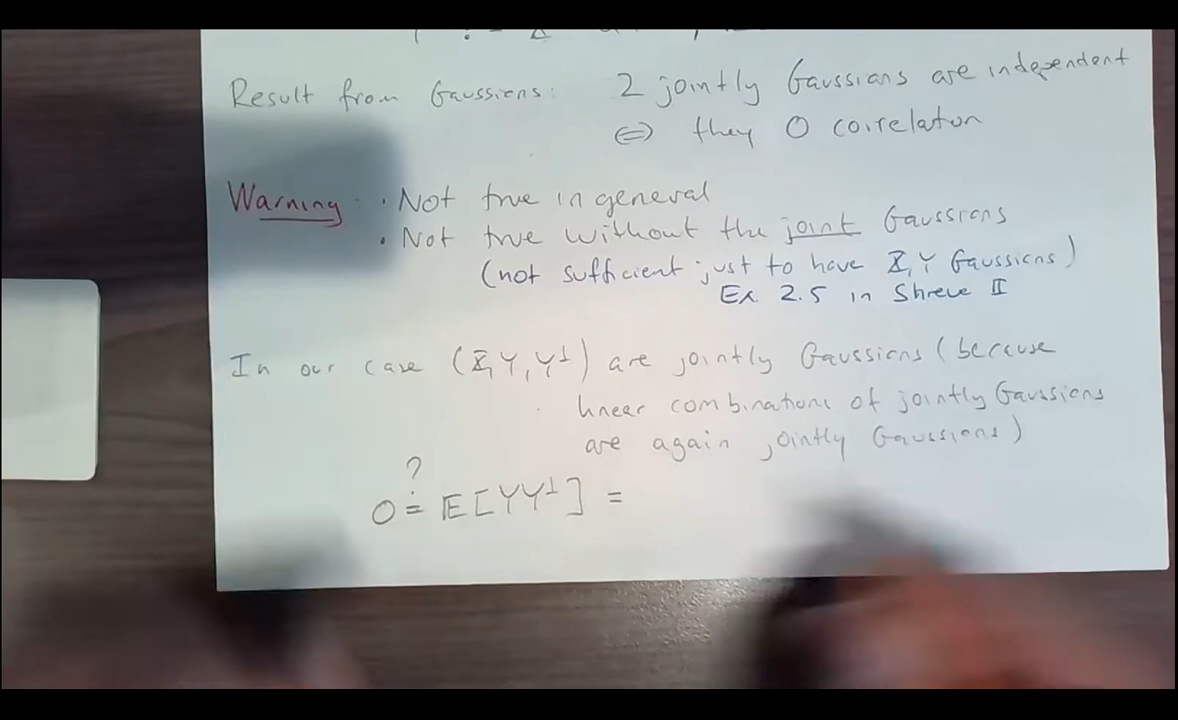 Result from Gaussians: 2 jointly Gaussians are independent
⇔ they 0 correlation
Warning: • Not true in general
• Not true without the joint Gaussians
(not sufficient just to have X, Y Gaussians)
Ex 2.5 in Shreve II
In our case (X, Y, Y⊥) are jointly Gaussians (because
linear combinations of jointly Gaussians
are again jointly Gaussians)
?
0 = E[YY⊥] =